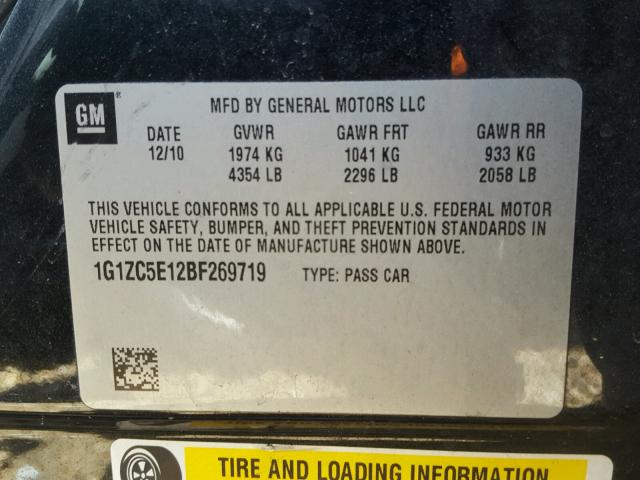 GM ®
MFD BY GENERAL MOTORS LLC
DATE GVWR GAWR FRT GAWR RR
12/10 1974 KG 1041 KG 933 KG
4354 LB 2296 LB 2058 LB
THIS VEHICLE CONFORMS TO ALL APPLICABLE U.S. FEDERAL MOTOR
VEHICLE SAFETY, BUMPER, AND THEFT PREVENTION STANDARDS IN
EFFECT ON THE DATE OF MANUFACTURE SHOWN ABOVE.
1G1ZC5E12BF269719 TYPE: PASS CAR
TIRE AND LOADING INFORMATION